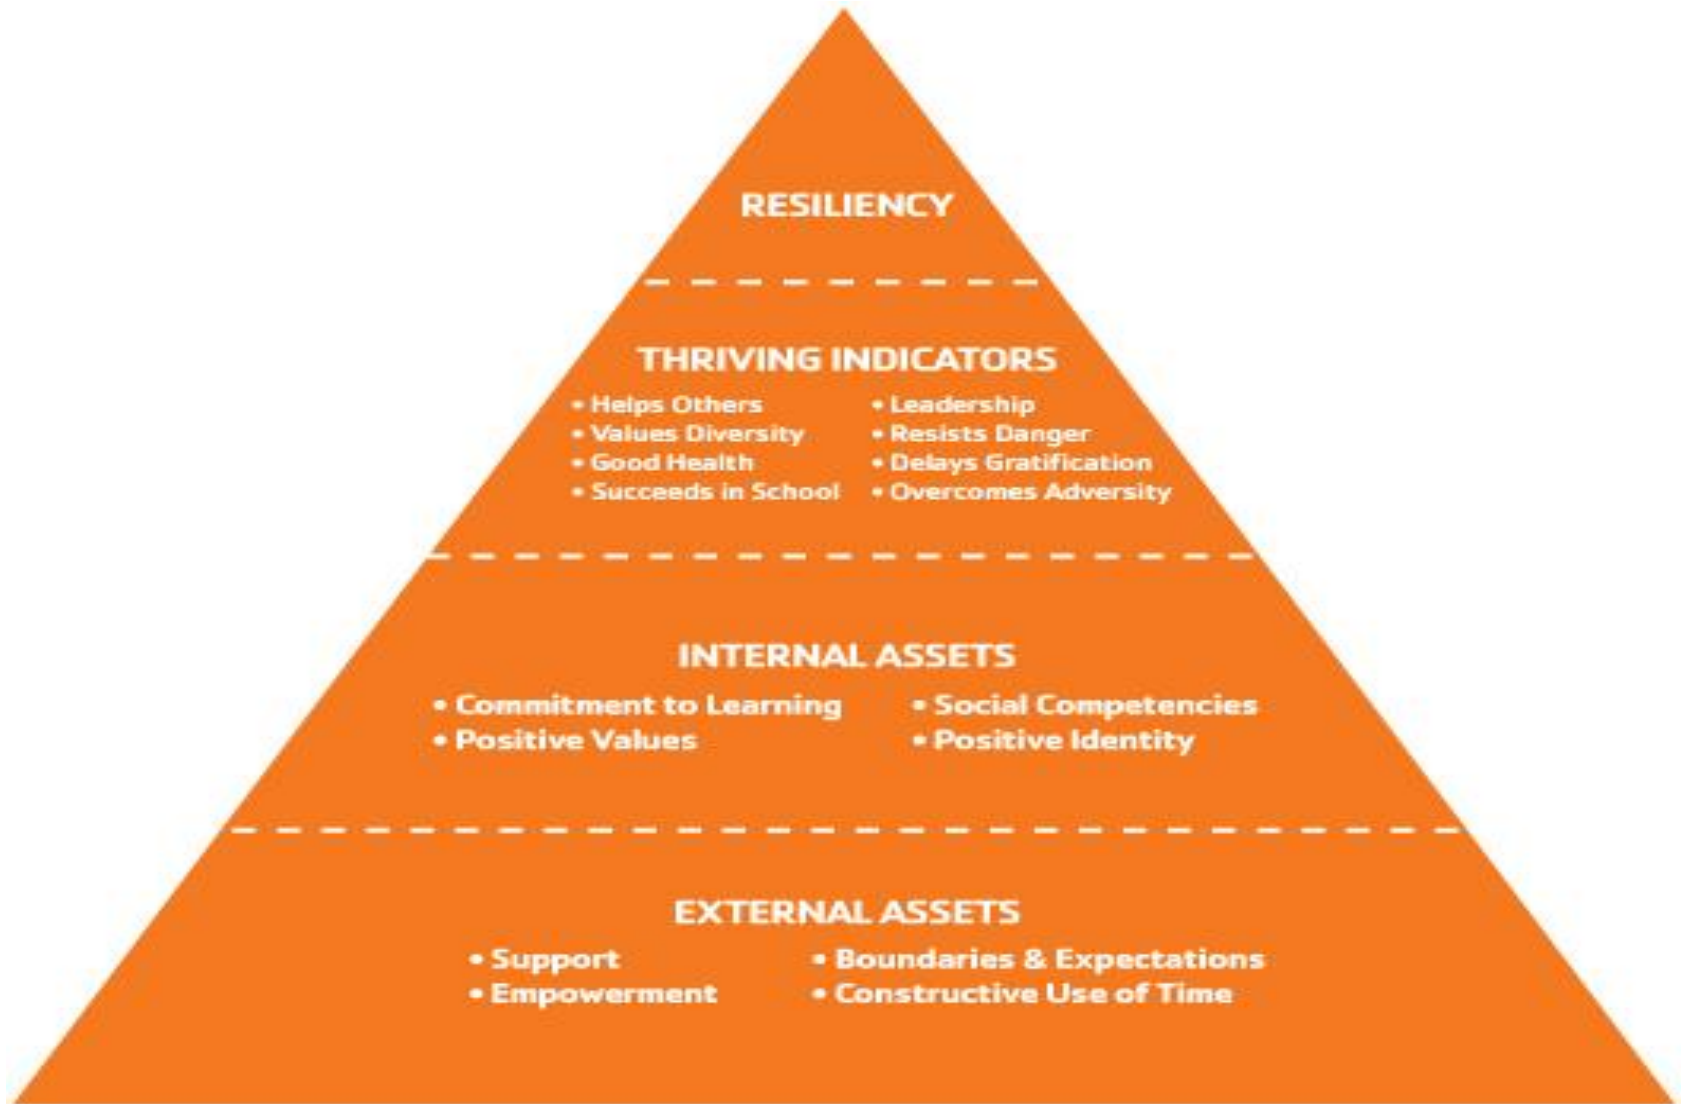 RESILIENCY
THRIVING INDICATORS
• Helps Others
• Values Diversity
• Good Health
• Succeeds in School
• Leadership
• Resists Danger
• Delays Gratification
• Overcomes Adversity
INTERNAL ASSETS
• Commitment to Learning
• Positive Values
• Social Competencies
• Positive Identity
EXTERNAL ASSETS
• Support
• Empowerment
• Boundaries & Expectations
• Constructive Use of Time